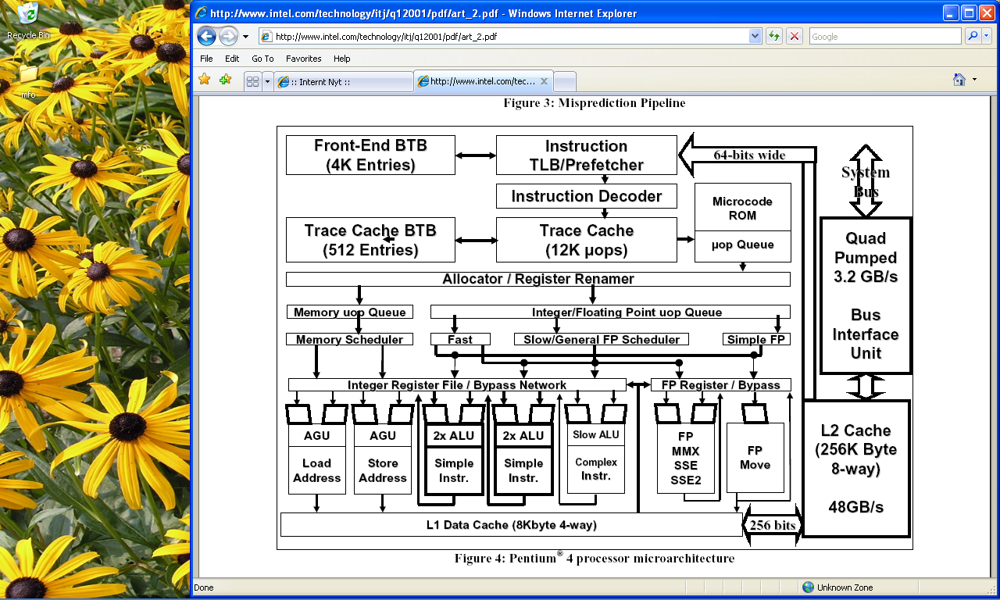 Recycle Bin
mfo
http://www.intel.com/technology/itj/q12001/pdf/art_2.pdf - Windows Internet Explorer
http://www.intel.com/technology/itj/q12001/pdf/art_2.pdf
Google
File Edit Go To Favorites Help
:: Internt Nyt ::
http://www.intel.com/tec...
Figure 3: Misprediction Pipeline
Front-End BTB
(4K Entries)
Instruction
TLB/Prefetcher
64-bits wide
System
Bus
Instruction Decoder
Microcode
ROM
Trace Cache BTB
(512 Entries)
Trace Cache
(12K µops)
µop Queue
Quad
Pumped
3.2 GB/s
Bus
Interface
Unit
Allocator / Register Renamer
Memory uop Queue
Integer/Floating Point uop Queue
Memory Scheduler
Fast
Slow/General FP Scheduler
Simple FP
Integer Register File / Bypass Network
FP Register / Bypass
AGU
Load
Address
AGU
Store
Address
2x ALU
Simple
Instr.
2x ALU
Simple
Instr.
Slow ALU
Complex
Instr.
FP
MMX
SSE
SSE2
FP
Move
L2 Cache
(256K Byte
8-way)
48GB/s
L1 Data Cache (8Kbyte 4-way)
256 bits
Figure 4: Pentium® 4 processor microarchitecture
Done
Unknown Zone